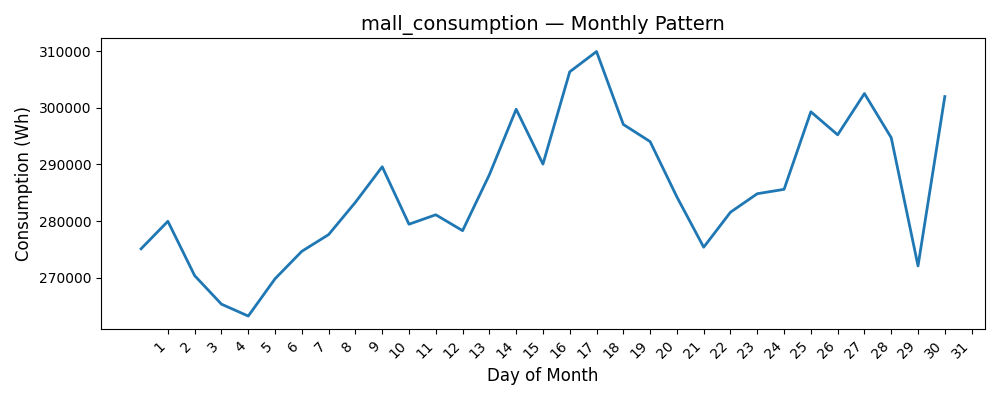 mall_consumption — Monthly Pattern
310000
300000
290000
280000
270000
Consumption (Wh)
1 2 3 4 5 6 7 8 9 10 11 12 13 14 15 16 17 18 19 20 21 22 23 24 25 26 27 28 29 30 31
Day of Month